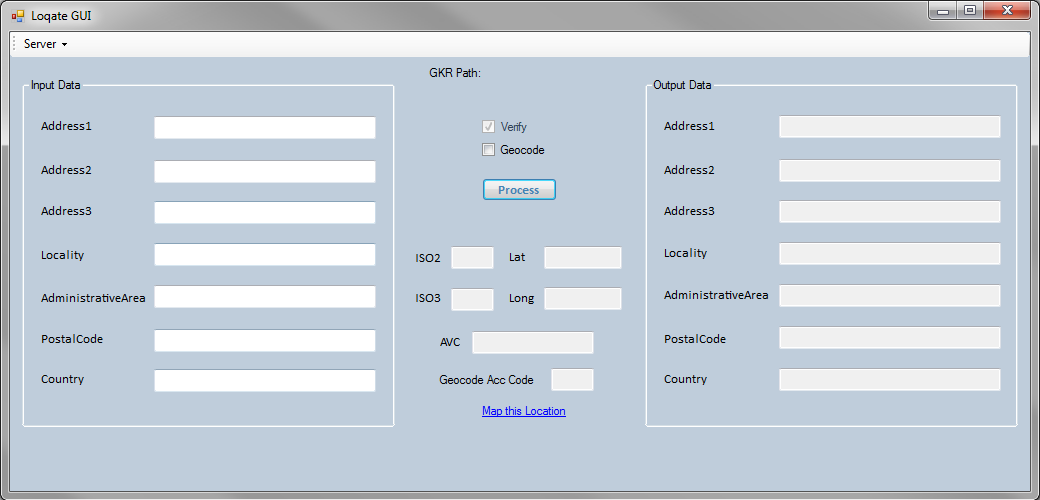 Loqate GUI
Server
GKR Path:
Input Data
Address1
Address2
Address3
Locality
AdministrativeArea
PostalCode
Country
Verify
Geocode
Process
ISO2
Lat
ISO3
Long
AVC
Geocode Acc Code
Map this Location
Output Data
Address1
Address2
Address3
Locality
AdministrativeArea
PostalCode
Country